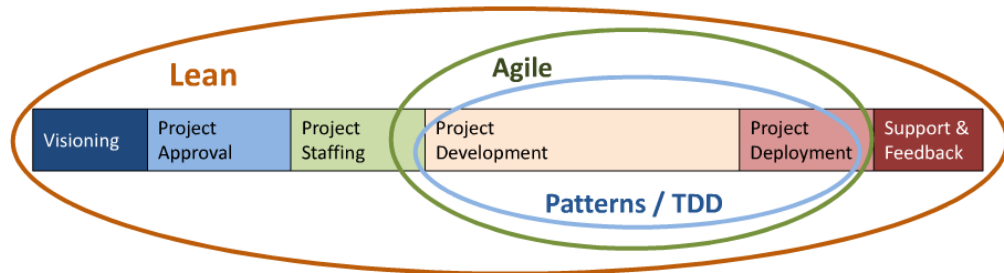 Lean
Agile
Visioning
Project
Approval
Project
Staffing
Project
Development
Project
Deployment
Support &
Feedback
Patterns / TDD